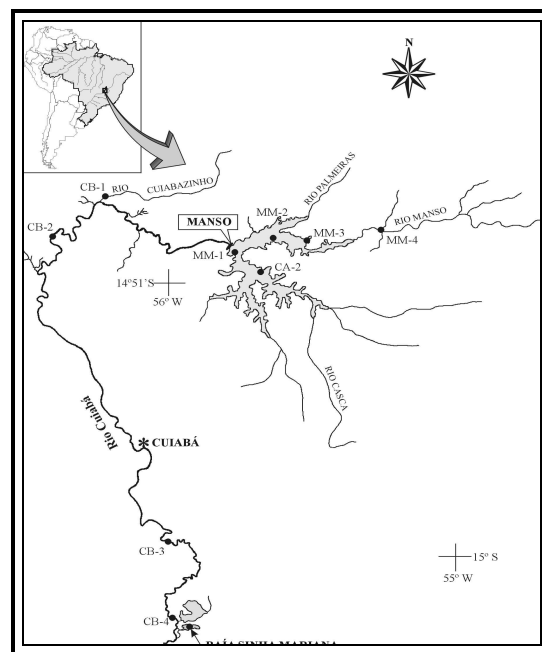 N
CB-1
RIO
CUIABAZINHO
RIO PALMEIRAS
CB-2
MANSO
MM-2
MM-3
RIO MANSO
MM-4
MM-1
CA-2
14°51'S
56° W
RIO CASCA
Rio Cuiabá
CUIABÁ
CB-3
15° S
55° W
CB-4
BAÍA SINHÁ MARIANA